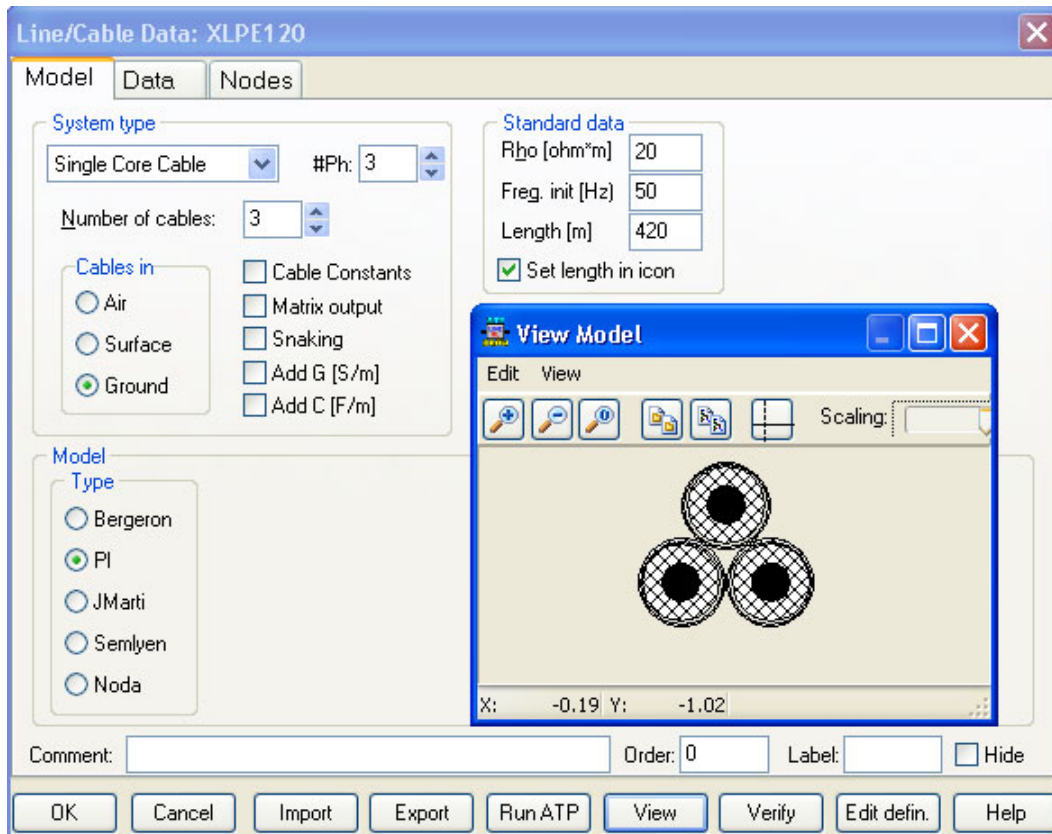 Line/Cable Data: XLPE120
Model Data Nodes
System type
Single Core Cable #Ph: 3
Number of cables: 3
Cables in
Air
Surface
Ground
Cable Constants
Matrix output
Snaking
Add G [S/m]
Add C [F/m]
Standard data
Rho [ohm*m] 20
Freq. init [Hz] 50
Length [m] 420
Set length in icon
Model
Type
Bergeron
PI
JMarti
Semlyen
Noda
View Model
Edit View
Scaling:
X: -0.19 Y: -1.02
Comment: Order: 0 Label: Hide
OK Cancel Import Export Run ATP View Verify Edit defin. Help